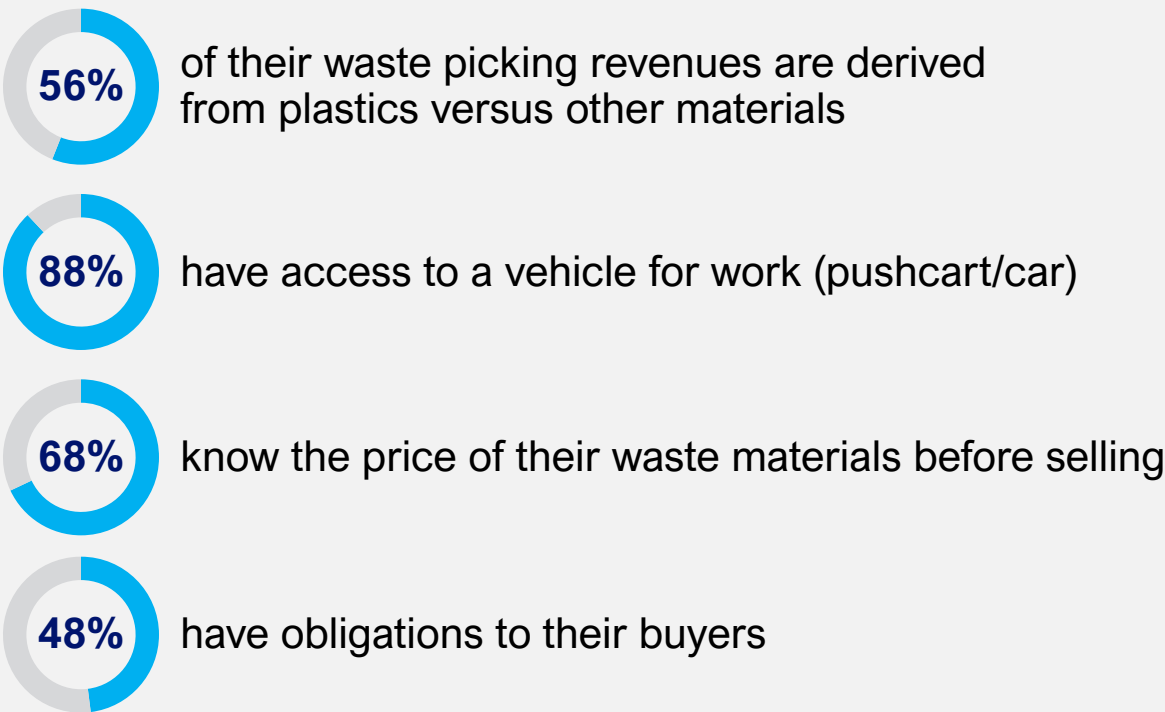 56%
of their waste picking revenues are derived
from plastics versus other materials
88%
have access to a vehicle for work (pushcart/car)
68%
know the price of their waste materials before selling
48%
have obligations to their buyers